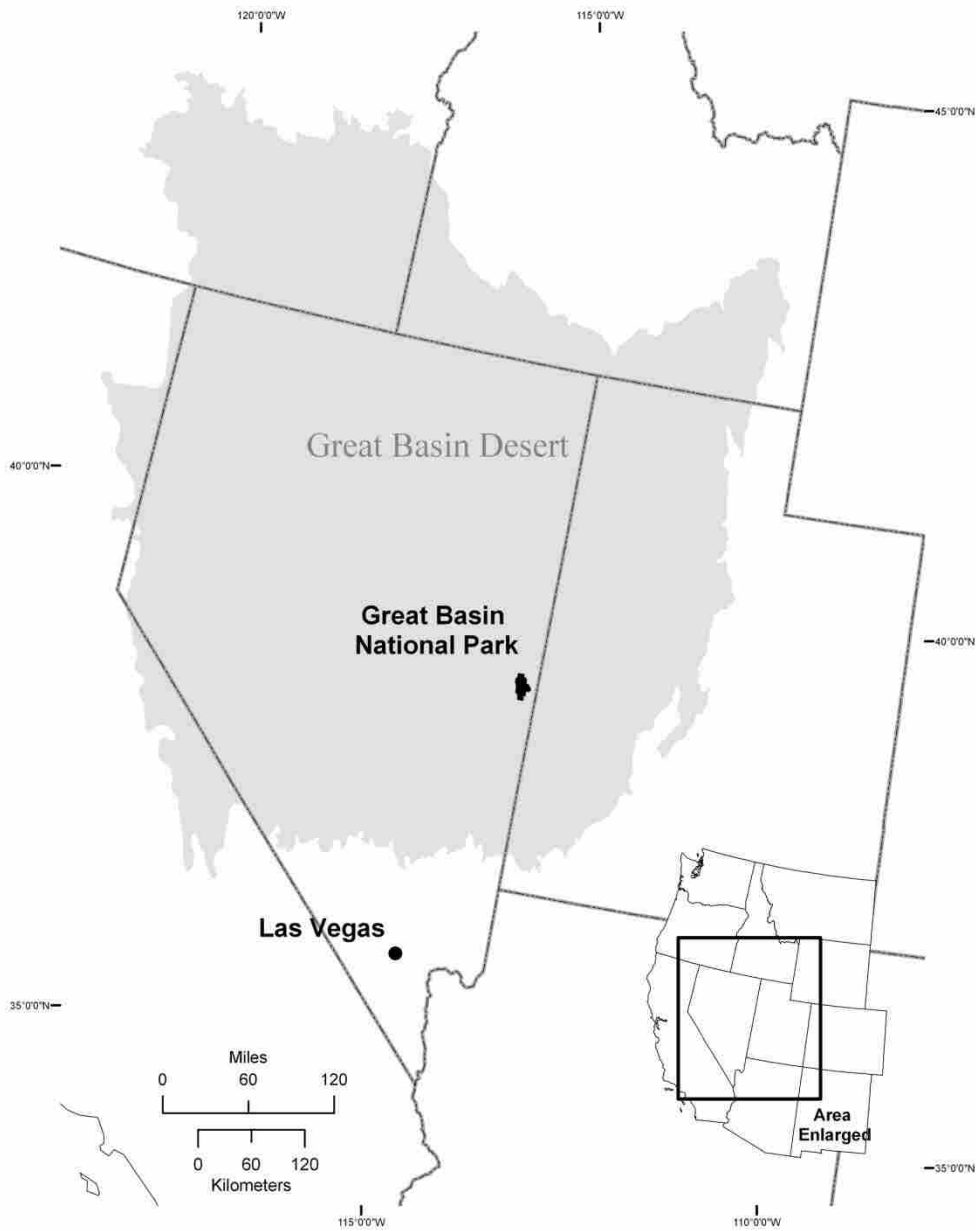 120°0'0"W
115°0'0"W
45°0'0"N
Great Basin Desert
40°0'0"N
Great Basin
National Park
40°0'0"N
Las Vegas
35°0'0"N
Miles
0 60 120
0 60 120
Kilometers
Area
Enlarged
35°0'0"N
115°0'0"W
110°0'0"W